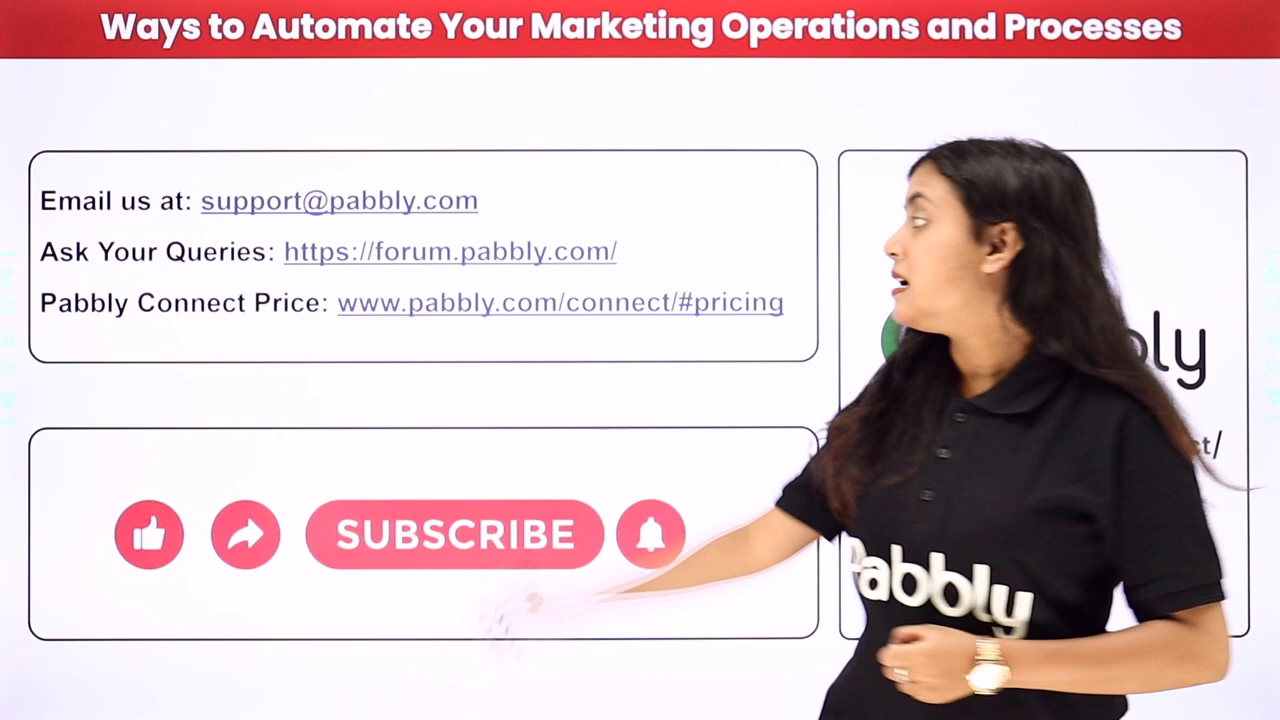 Ways to Automate Your Marketing Operations and Processes
Email us at: support@pabbly.com
Ask Your Queries: https://forum.pabbly.com/
Pabbly Connect Price: www.pabbly.com/connect/#pricing
SUBSCRIBE
Pabbly